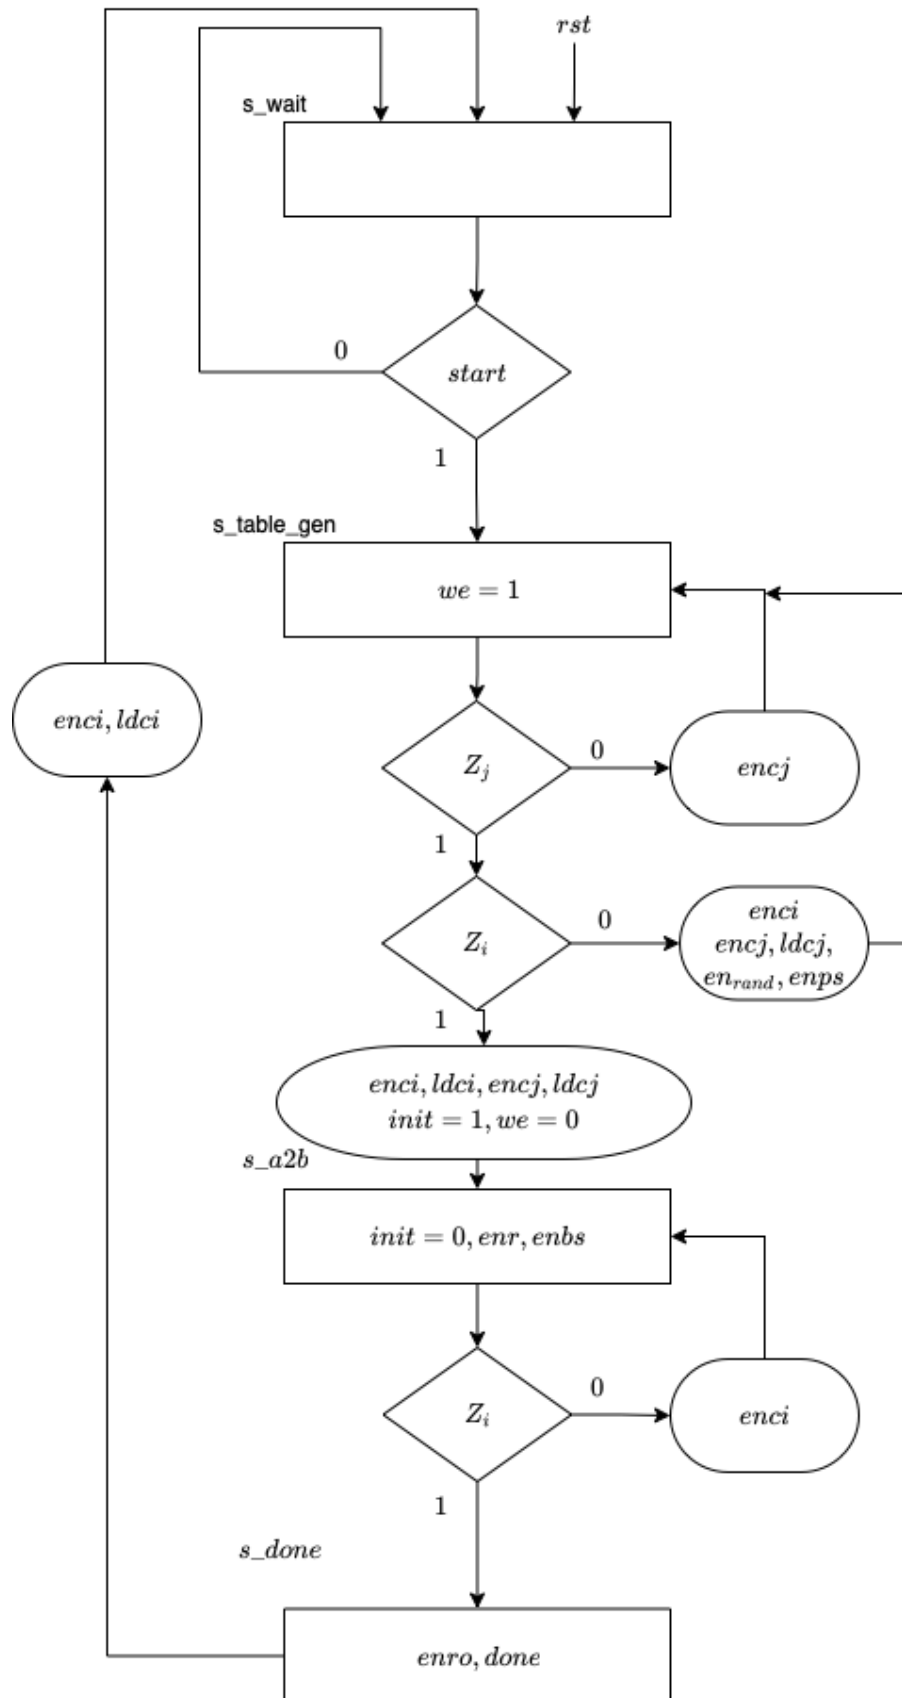 rst
s_wait
0
start
1
s_table_gen
we = 1
enci, ldci
Z_j
0
encj
1
Z_i
0
enci
encj, ldcj,
en_{rand}, enps
1
enci, ldci, encj, ldcj
init = 1, we = 0
s_a2b
init = 0, enr, enbs
Z_i
0
enci
1
s_done
enro, done